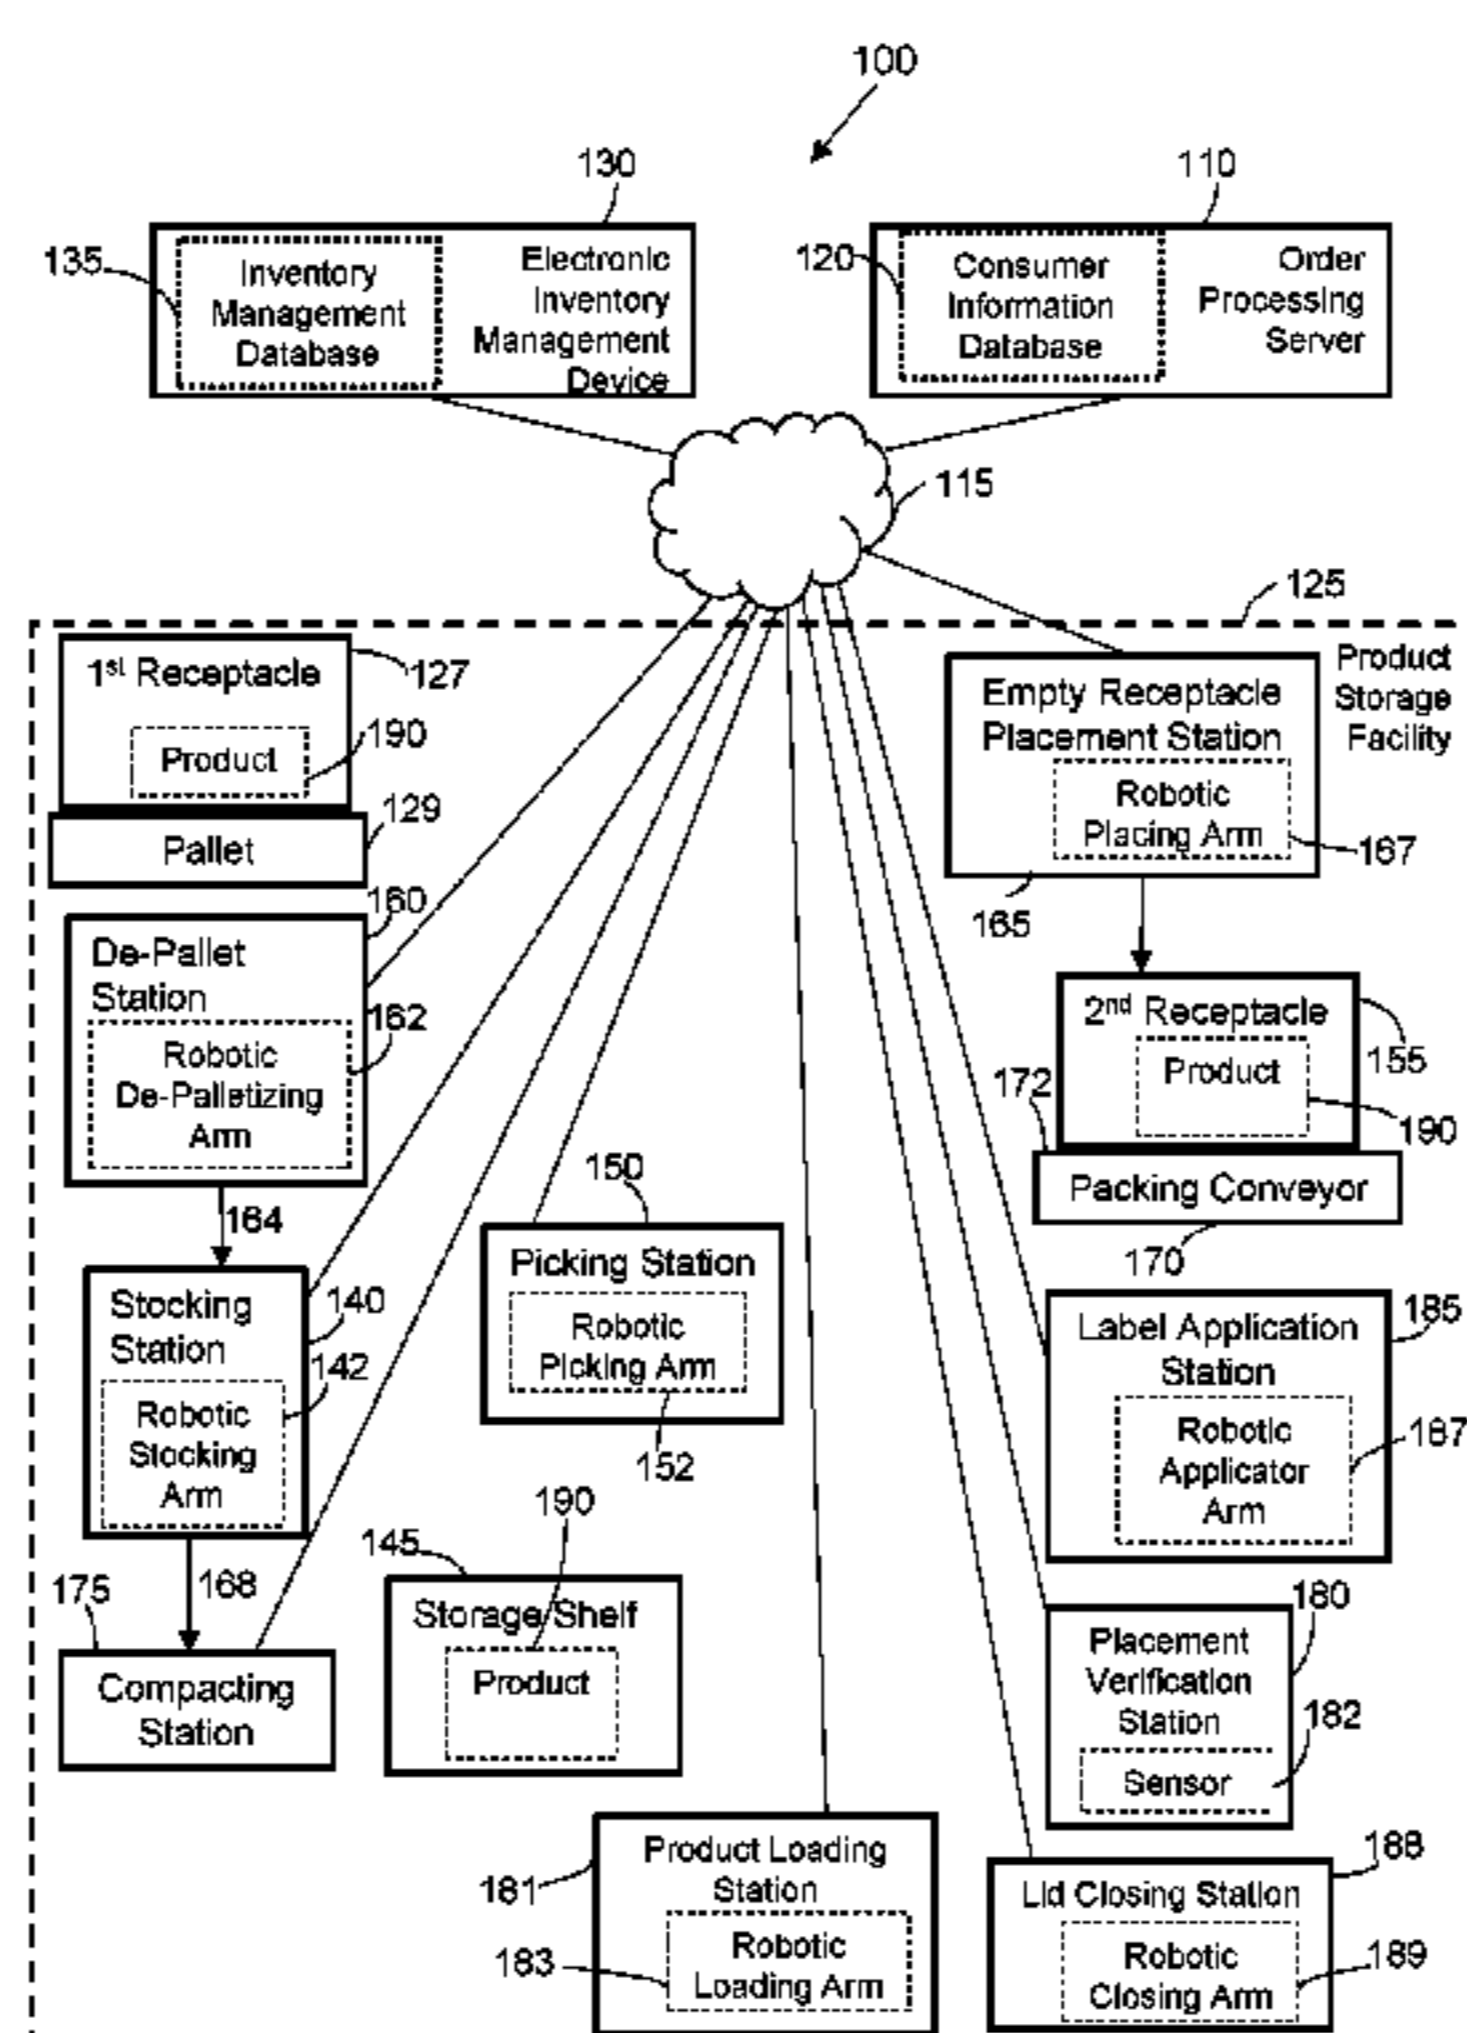 100
130
110
135
Inventory
Management
Database
Electronic
Inventory
Management
Device
120
Consumer
Information
Database
Order
Processing
Server
115
125
Product
Storage
Facility
1st Receptacle
127
Product
190
Pallet
129
Empty Receptacle
Placement Station
Robotic
Placing Arm
167
165
160
De-Pallet
Station
162
Robotic
De-Palletizing
Arm
164
2nd Receptacle
155
Product
190
172
Packing Conveyor
170
150
Picking Station
Robotic
Picking Arm
152
Stocking
Station
140
142
Robotic
Stocking
Arm
168
185
Label Application
Station
Robotic
Applicator
Arm
187
190
145
Storage Shelf
Product
175
Compacting
Station
180
Placement
Verification
Station
182
Sensor
181
Product Loading
Station
183
Robotic
Loading Arm
188
Lid Closing Station
Robotic
Closing Arm
189